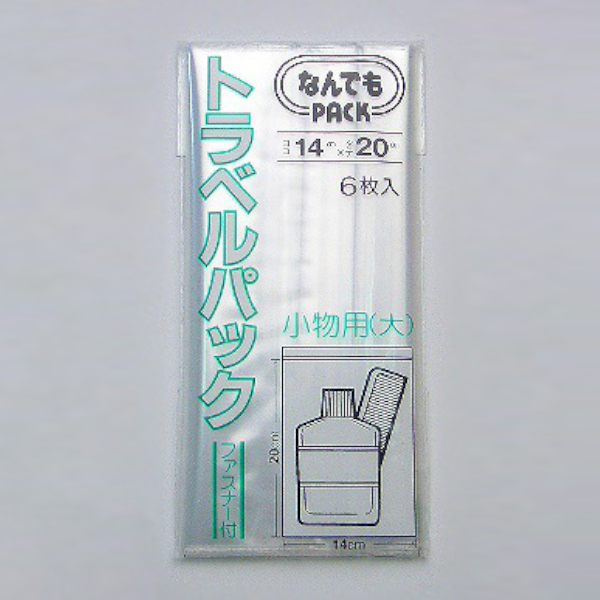 トラベルパック
ファスナー付
なんでも
PACK
ヨコ14cm×タテ20cm
6枚入
小物用(大)
20cm
14cm